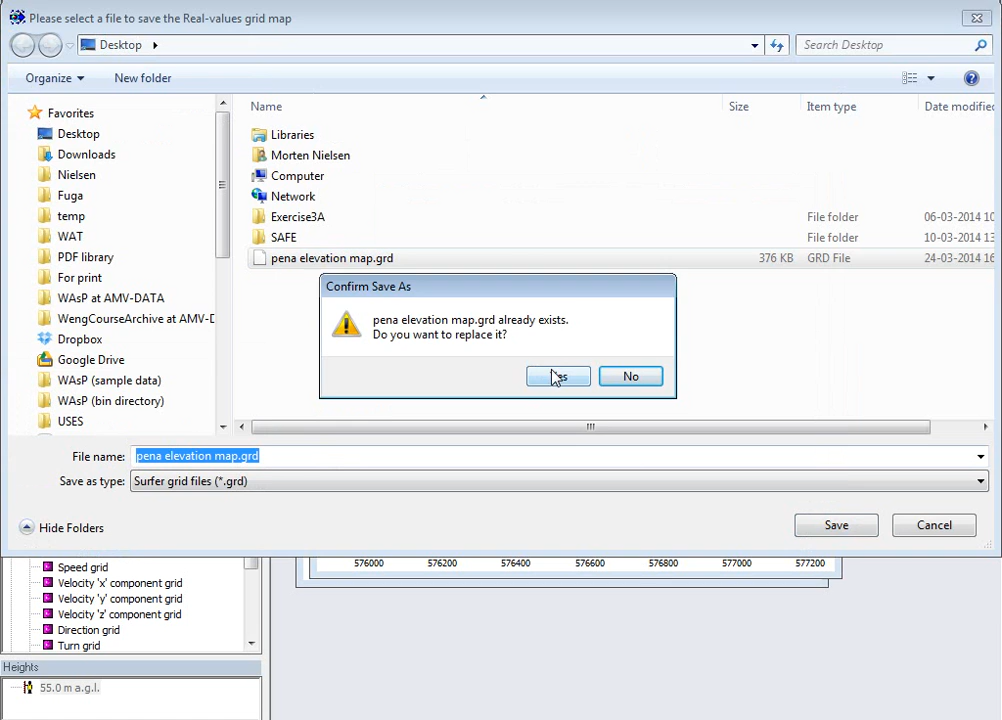 Please select a file to save the Real-values grid map
Desktop
Search Desktop
Organize
New folder
Name
Size
Item type
Date modified
Favorites
Desktop
Downloads
Nielsen
Fuga
temp
WAT
PDF library
For print
WAsP at AMV-DATA
WengCourseArchive at AMV-D
Dropbox
Google Drive
WAsP (sample data)
WAsP (bin directory)
USES
Libraries
Morten Nielsen
Computer
Network
Exercise3A File folder 06-03-2014 10
SAFE File folder 10-03-2014 13
pena elevation map.grd 376 KB GRD File 24-03-2014 16
Confirm Save As
pena elevation map.grd already exists.
Do you want to replace it?
Yes
No
File name: pena elevation map.grd
Save as type: Surfer grid files (*.grd)
Hide Folders
Save
Cancel
Speed grid
Velocity 'x' component grid
Velocity 'y' component grid
Velocity 'z' component grid
Direction grid
Turn grid
576000 576200 576400 576600 576800 577000 577200
Heights
55.0 m a.g.l.